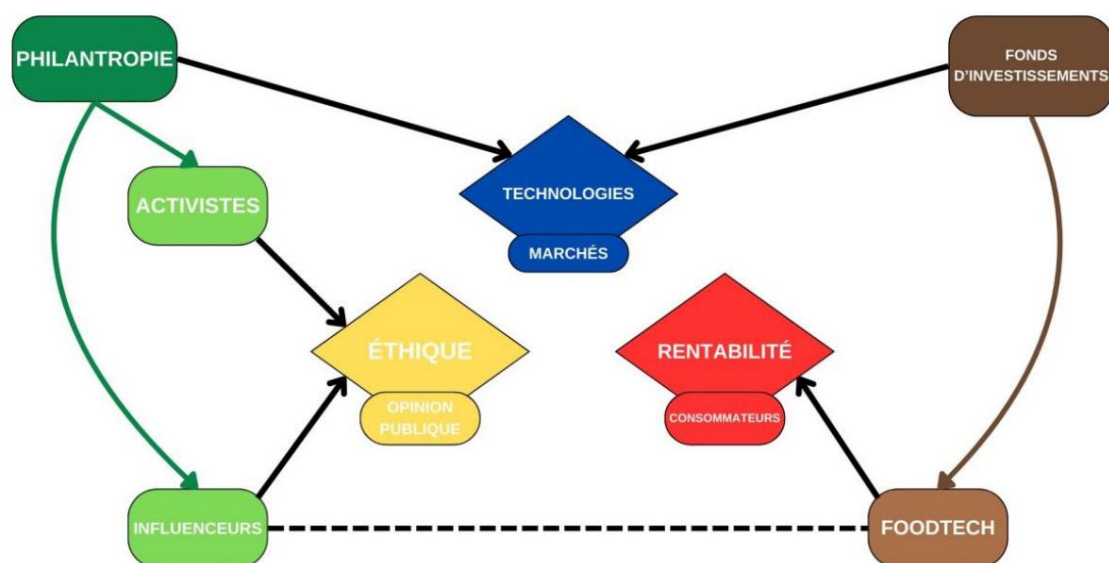 PHILANTROPIE
FONDS
D'INVESTISSEMENTS
TECHNOLOGIES
MARCHÉS
ACTIVISTES
ÉTHIQUE
OPINION
PUBLIQUE
RENTABILITÉ
CONSOMMATEURS
INFLUENCEURS
FOODTECH